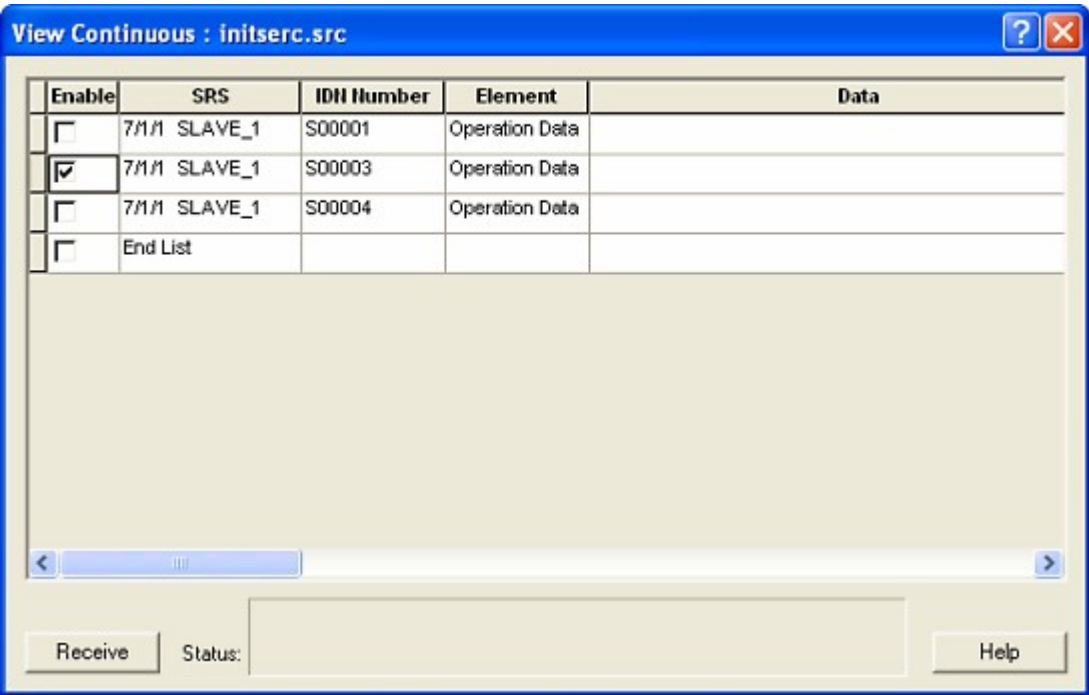 View Continuous : initserc.src
Enable SRS IDN Number Element Data
7/1/1 SLAVE_1 S00001 Operation Data
7/1/1 SLAVE_1 S00003 Operation Data
7/1/1 SLAVE_1 S00004 Operation Data
End List
Receive Status: Help